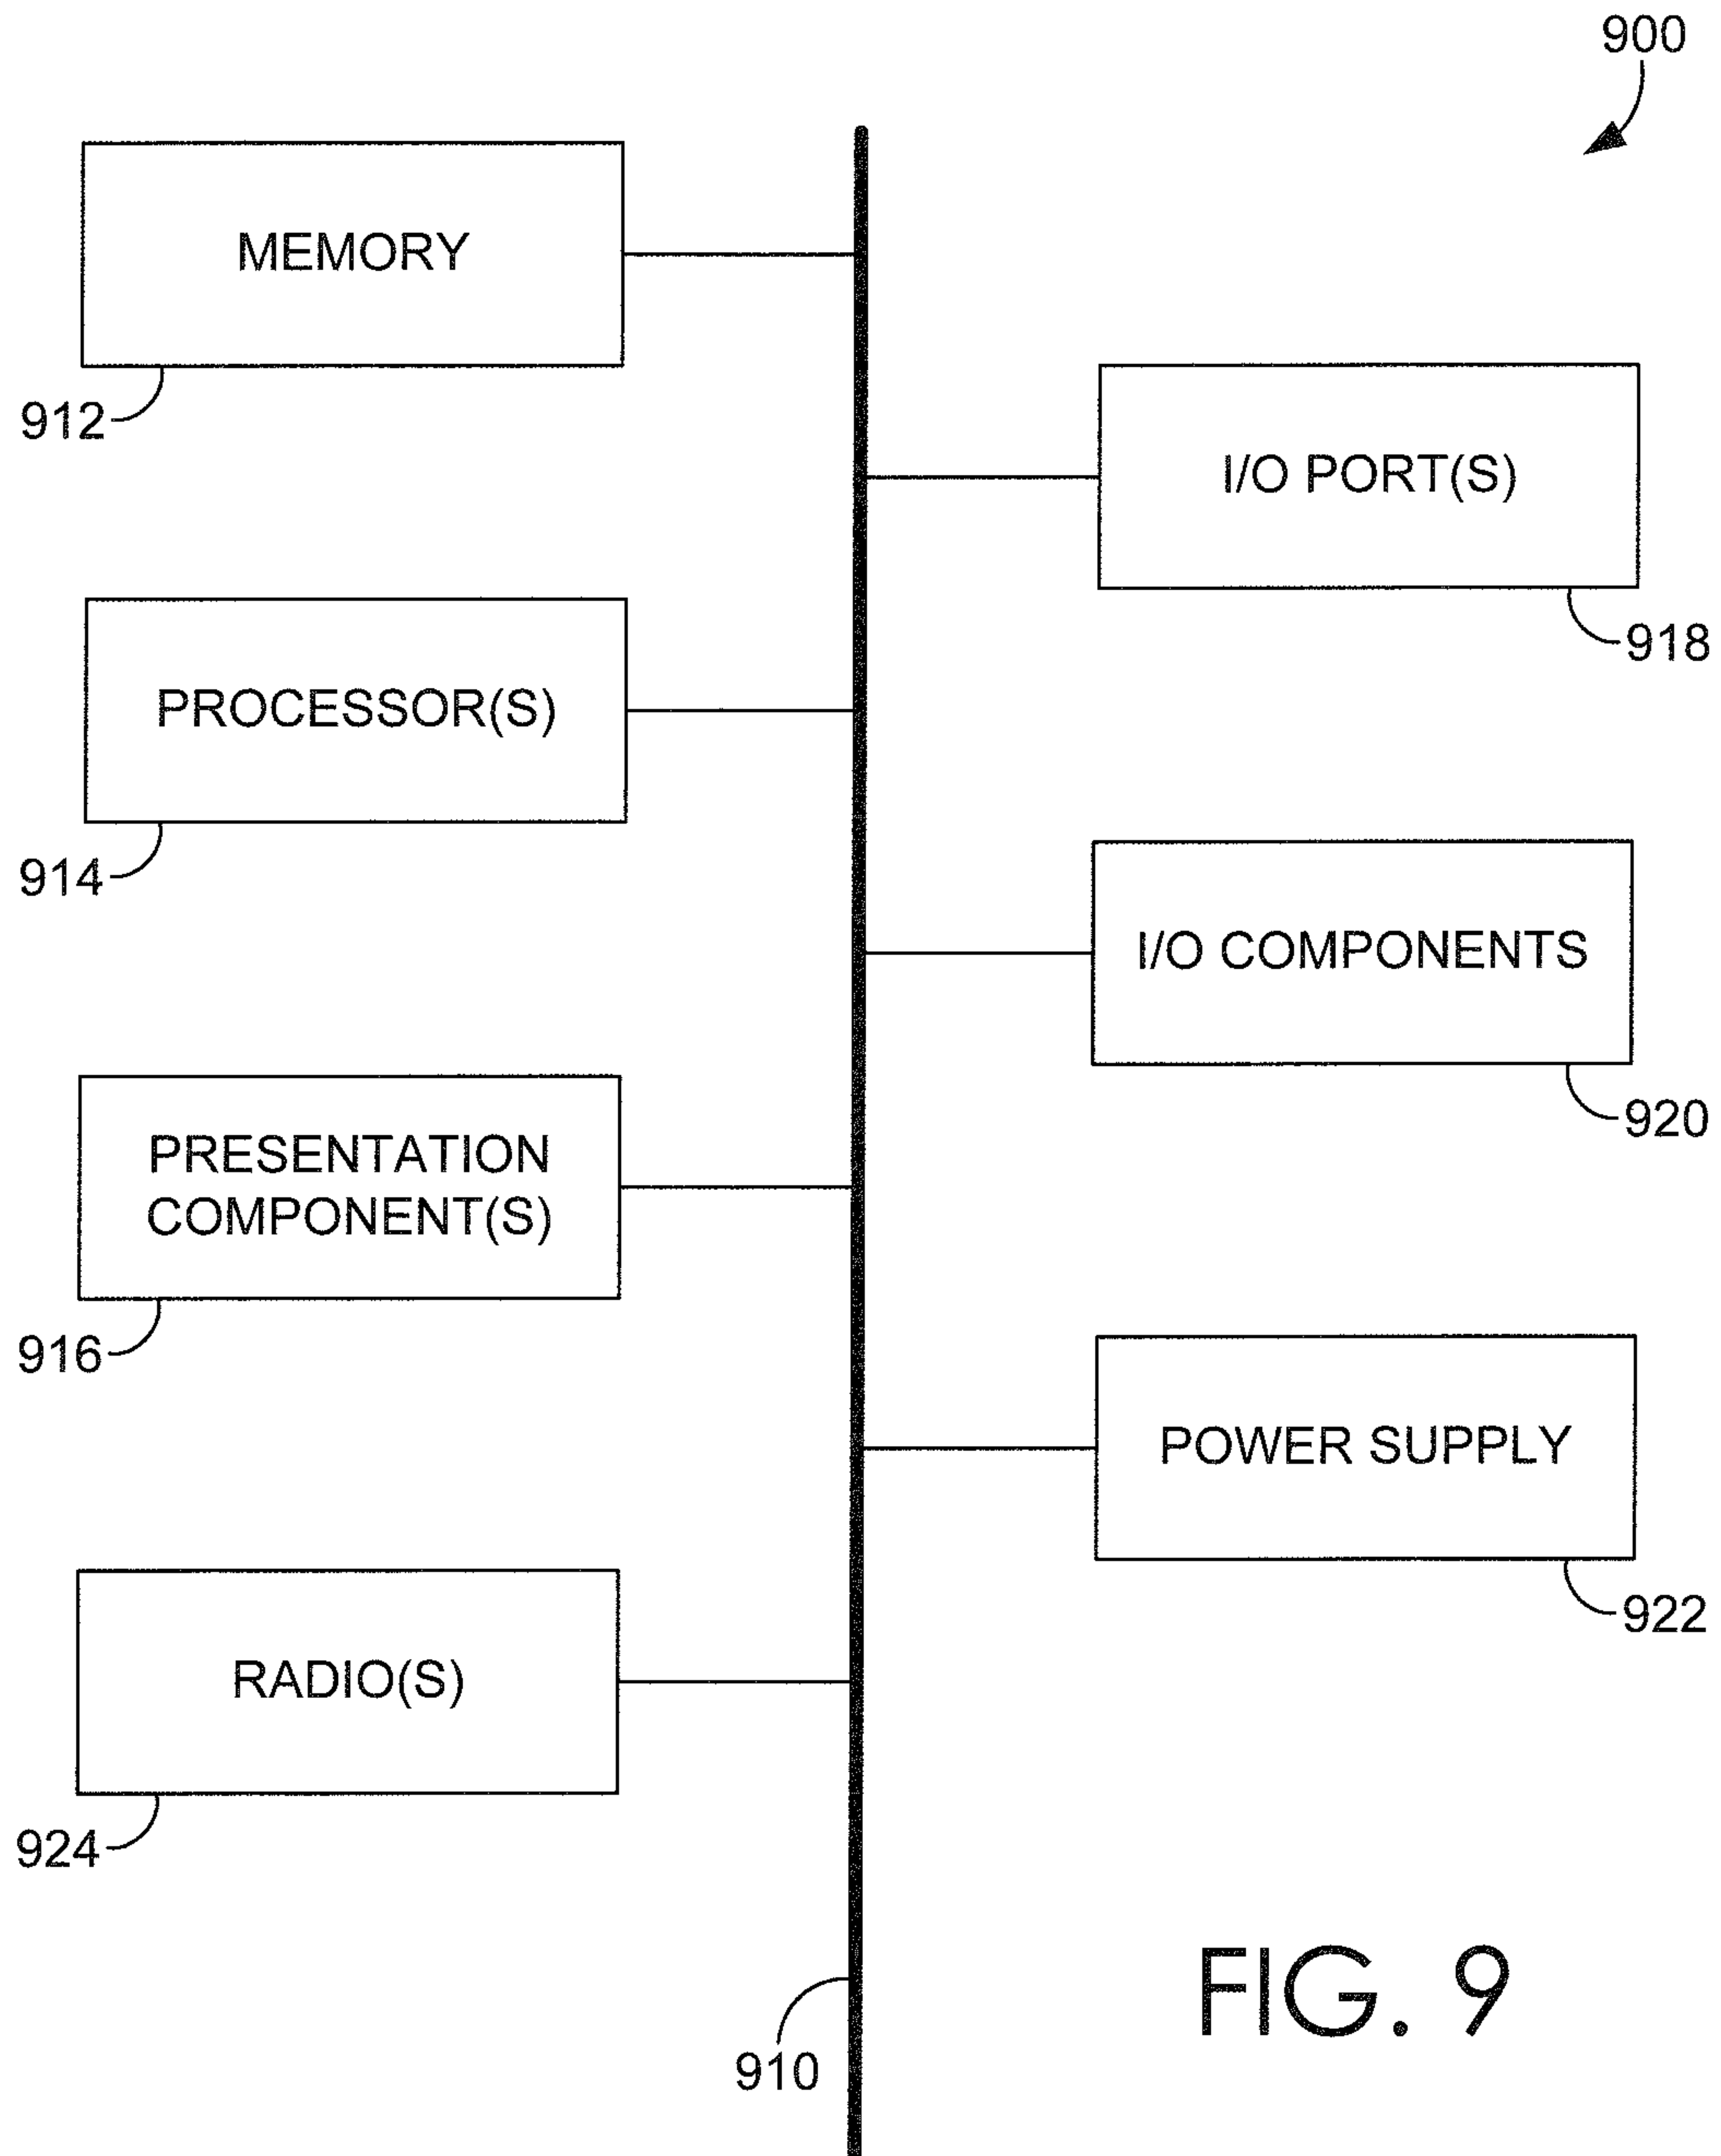 900
MEMORY
912
I/O PORT(S)
918
PROCESSOR(S)
914
I/O COMPONENTS
920
PRESENTATION
COMPONENT(S)
916
POWER SUPPLY
922
RADIO(S)
924
910
FIG. 9